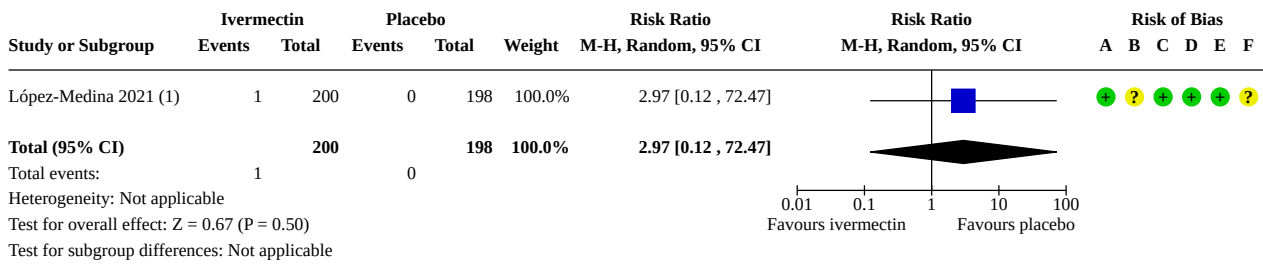 Ivermectin Placebo Risk Ratio Risk Ratio Risk of Bias
Study or Subgroup Events Total Events Total Weight M-H, Random, 95% CI M-H, Random, 95% CI A B C D E F
López-Medina 2021 (1) 1 200 0 198 100.0% 2.97 [0.12 , 72.47] + ? + + + ?
Total (95% CI) 200 198 100.0% 2.97 [0.12 , 72.47]
Total events: 1 0
Heterogeneity: Not applicable
0.01 0.1 1 10 100
Test for overall effect: Z = 0.67 (P = 0.50) Favours ivermectin Favours placebo
Test for subgroup differences: Not applicable